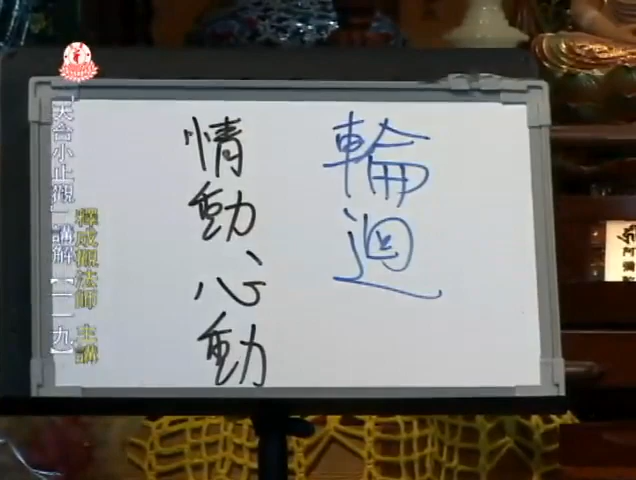 輪迴
情動心動
「天台小止觀」講解【一一九】
釋成觀法師 主講